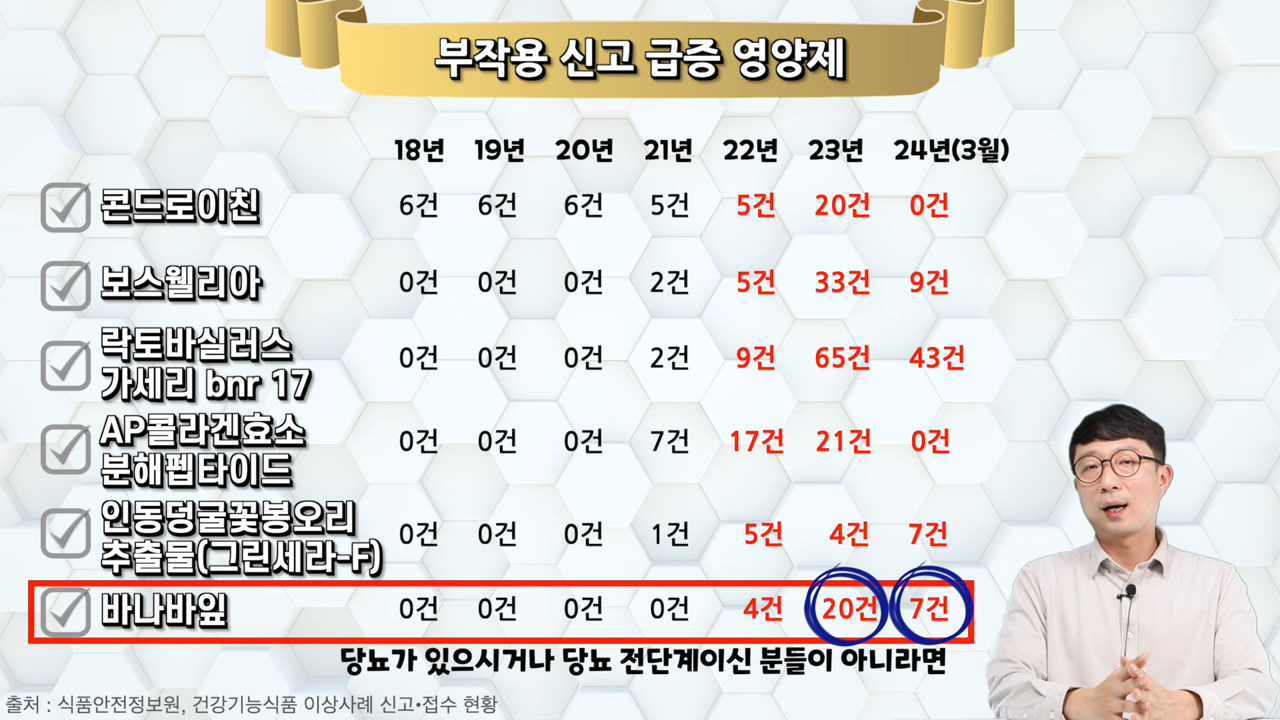 부작용 신고 급증 영양제
18년 19년 20년 21년 22년 23년 24년(3월)
콘드로이친 6건 6건 6건 5건 5건 20건 0건
보스웰리아 0건 0건 0건 2건 5건 33건 9건
락토바실러스
가세리 bnr 17 0건 0건 0건 2건 9건 65건 43건
AP콜라겐효소
분해펩타이드 0건 0건 0건 7건 17건 21건 0건
인동덩굴꽃봉오리
추출물(그린세라-F) 0건 0건 0건 1건 5건 4건 7건
바나바잎 0건 0건 0건 0건 4건 20건 7건
당뇨가 있으시거나 당뇨 전단계이신 분들이 아니라면
출처 : 식품안전정보원, 건강기능식품 이상사례 신고•접수 현황